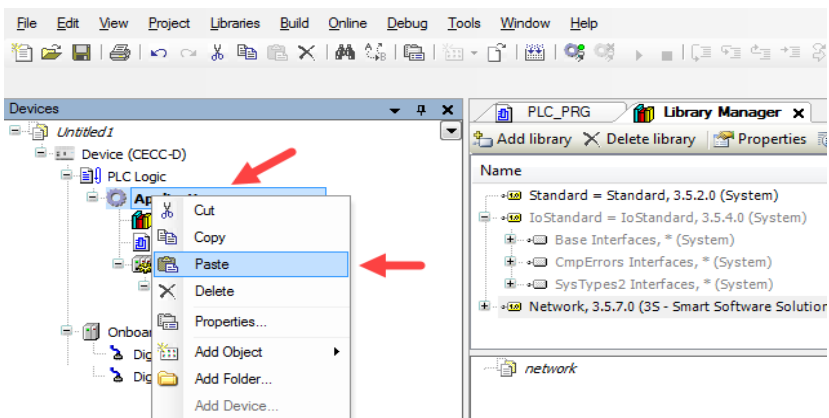 File Edit View Project Libraries Build Online Debug Tools Window Help
Devices
Untitled1
Device (CECC-D)
PLC Logic
Cut
Copy
Paste
Delete
Properties...
Add Object
Add Folder...
Add Device...
PLC_PRG Library Manager x
Add library Delete library Properties
Name
Standard = Standard, 3.5.2.0 (System)
IoStandard = IoStandard, 3.5.4.0 (System)
Base Interfaces, * (System)
CmpErrors Interfaces, * (System)
SysTypes2 Interfaces, * (System)
Network, 3.5.7.0 (3S - Smart Software Solution
network